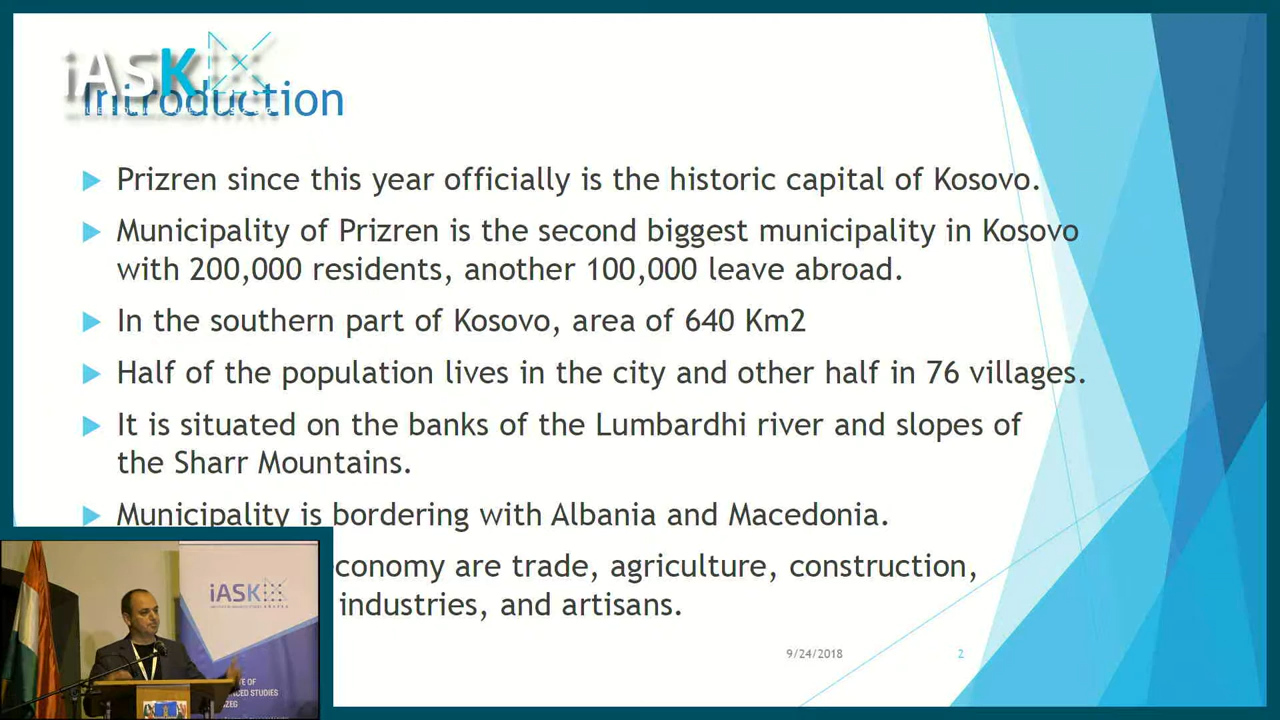 iASK
Introduction
Prizren since this year officially is the historic capital of Kosovo.
Municipality of Prizren is the second biggest municipality in Kosovo
with 200,000 residents, another 100,000 leave abroad.
In the southern part of Kosovo, area of 640 Km2
Half of the population lives in the city and other half in 76 villages.
It is situated on the banks of the Lumbardhi river and slopes of
the Sharr Mountains.
Municipality is bordering with Albania and Macedonia.
economy are trade, agriculture, construction,
industries, and artisans.
9/24/2018
2
iASK